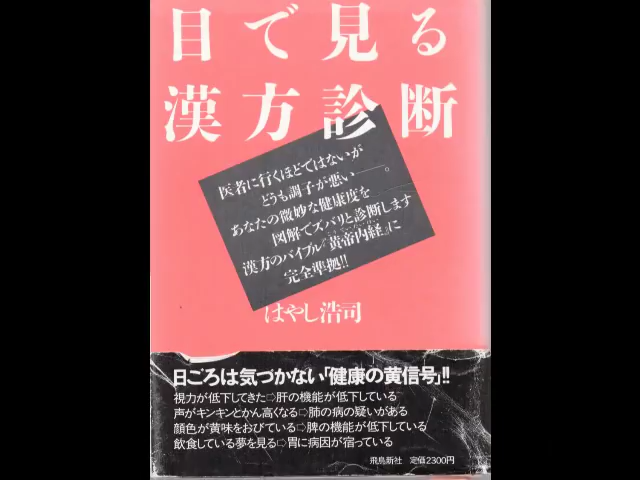 目で見る
漢方診断
医者に行くほどではないが
どうも調子が悪い――。
あなたの微妙な健康度を
図解でズバリと診断します
漢方のバイブル『黄帝内経』に
完全準拠!!
はやし浩司
日ごろは気づかない「健康の黄信号」!!
視力が低下してきた⇨肝の機能が低下している
声がキンキンとかん高くなる⇨肺の病の疑いがある
顔色が黄味をおびている⇨脾の機能が低下している
飲食している夢を見る⇨胃に病因が宿っている
飛鳥新社 定価2300円